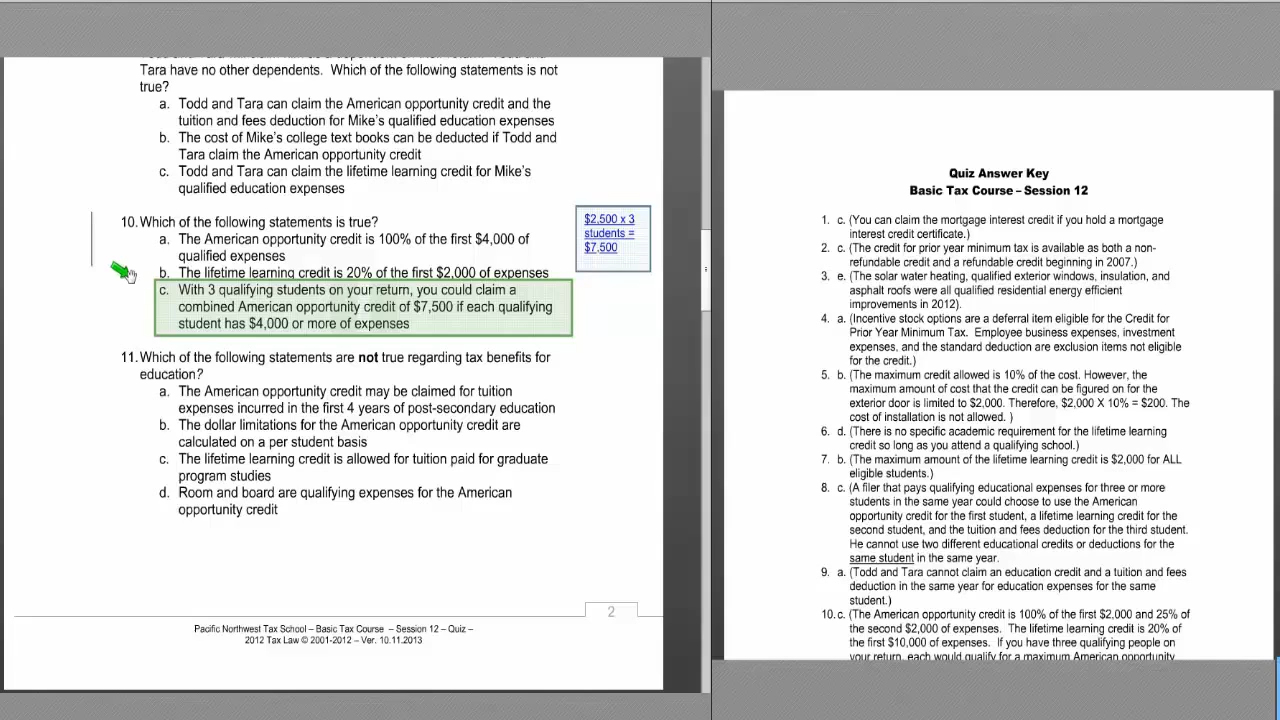 Tara have no other dependents.  Which of the following statements is not
true?
a. Todd and Tara can claim the American opportunity credit and the
tuition and fees deduction for Mike's qualified education expenses
b. The cost of Mike's college text books can be deducted if Todd and
Tara claim the American opportunity credit
c. Todd and Tara can claim the lifetime learning credit for Mike's
qualified education expenses
10. Which of the following statements is true?
a. The American opportunity credit is 100% of the first $4,000 of
qualified expenses
b. The lifetime learning credit is 20% of the first $2,000 of expenses
c. With 3 qualifying students on your return, you could claim a
combined American opportunity credit of $7,500 if each qualifying
student has $4,000 or more of expenses
$2,500 x 3
students =
$7,500
11. Which of the following statements are not true regarding tax benefits for
education?
a. The American opportunity credit may be claimed for tuition
expenses incurred in the first 4 years of post-secondary education
b. The dollar limitations for the American opportunity credit are
calculated on a per student basis
c. The lifetime learning credit is allowed for tuition paid for graduate
program studies
d. Room and board are qualifying expenses for the American
opportunity credit
2
Pacific Northwest Tax School – Basic Tax Course – Session 12 – Quiz –
2012 Tax Law © 2001-2012 – Ver. 10.11.2013
Quiz Answer Key
Basic Tax Course – Session 12
1. c. (You can claim the mortgage interest credit if you hold a mortgage
interest credit certificate.)
2. c. (The credit for prior year minimum tax is available as both a non-
refundable credit and a refundable credit beginning in 2007.)
3. e. (The solar water heating, qualified exterior windows, insulation, and
asphalt roofs were all qualified residential energy efficient
improvements in 2012).
4. a. (Incentive stock options are a deferral item eligible for the Credit for
Prior Year Minimum Tax.  Employee business expenses, investment
expenses, and the standard deduction are exclusion items not eligible
for the credit.)
5. b. (The maximum credit allowed is 10% of the cost. However, the
maximum amount of cost that the credit can be figured on for the
exterior door is limited to $2,000. Therefore, $2,000 X 10% = $200. The
cost of installation is not allowed. )
6. d. (There is no specific academic requirement for the lifetime learning
credit so long as you attend a qualifying school.)
7. b. (The maximum amount of the lifetime learning credit is $2,000 for ALL
eligible students.)
8. c. (A filer that pays qualifying educational expenses for three or more
students in the same year could choose to use the American
opportunity credit for the first student, a lifetime learning credit for the
second student, and the tuition and fees deduction for the third student.
He cannot use two different educational credits or deductions for the
same student in the same year.
9. a. (Todd and Tara cannot claim an education credit and a tuition and fees
deduction in the same year for education expenses for the same
student.)
10. c. (The American opportunity credit is 100% of the first $2,000 and 25% of
the second $2,000 of expenses.  The lifetime learning credit is 20% of
the first $10,000 of expenses.  If you have three qualifying people on
your return, each would qualify for a maximum American opportunity